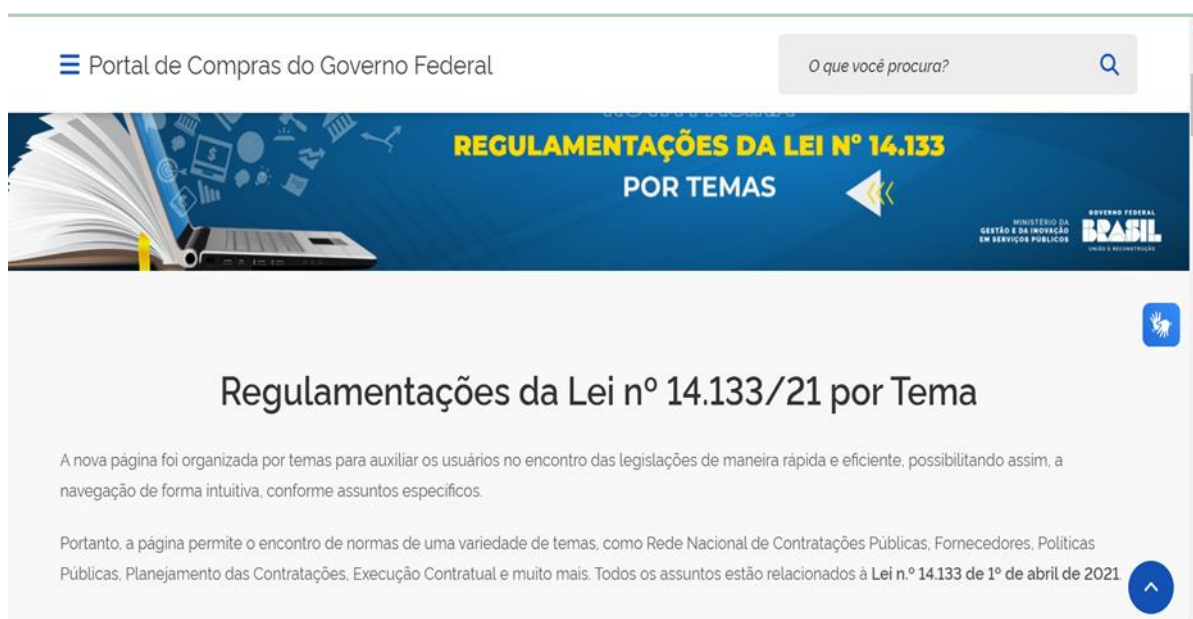 Portal de Compras do Governo Federal
O que você procura?
NOVA PÁGINA
REGULAMENTAÇÕES DA LEI Nº 14.133
POR TEMAS
MINISTÉRIO DA
GESTÃO E DA INOVAÇÃO
EM SERVIÇOS PÚBLICOS
GOVERNO FEDERAL
BRASIL
UNIÃO E RECONSTRUÇÃO
Regulamentações da Lei nº 14.133/21 por Tema
A nova página foi organizada por temas para auxiliar os usuários no encontro das legislações de maneira rápida e eficiente, possibilitando assim, a
navegação de forma intuitiva, conforme assuntos específicos.
Portanto, a página permite o encontro de normas de uma variedade de temas, como Rede Nacional de Contratações Públicas, Fornecedores, Políticas
Públicas, Planejamento das Contratações, Execução Contratual e muito mais. Todos os assuntos estão relacionados à Lei n.º 14.133 de 1º de abril de 2021.